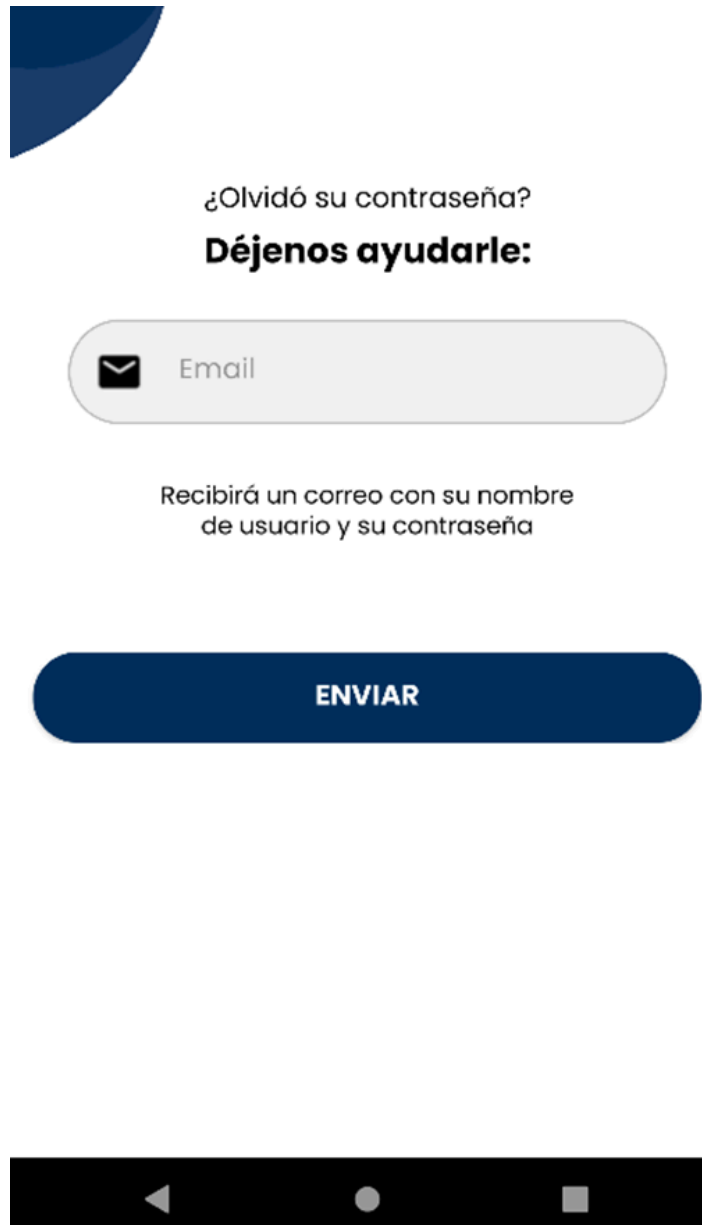 ¿Olvidó su contraseña?
Déjenos ayudarle:
Email
Recibirá un correo con su nombre
de usuario y su contraseña
ENVIAR